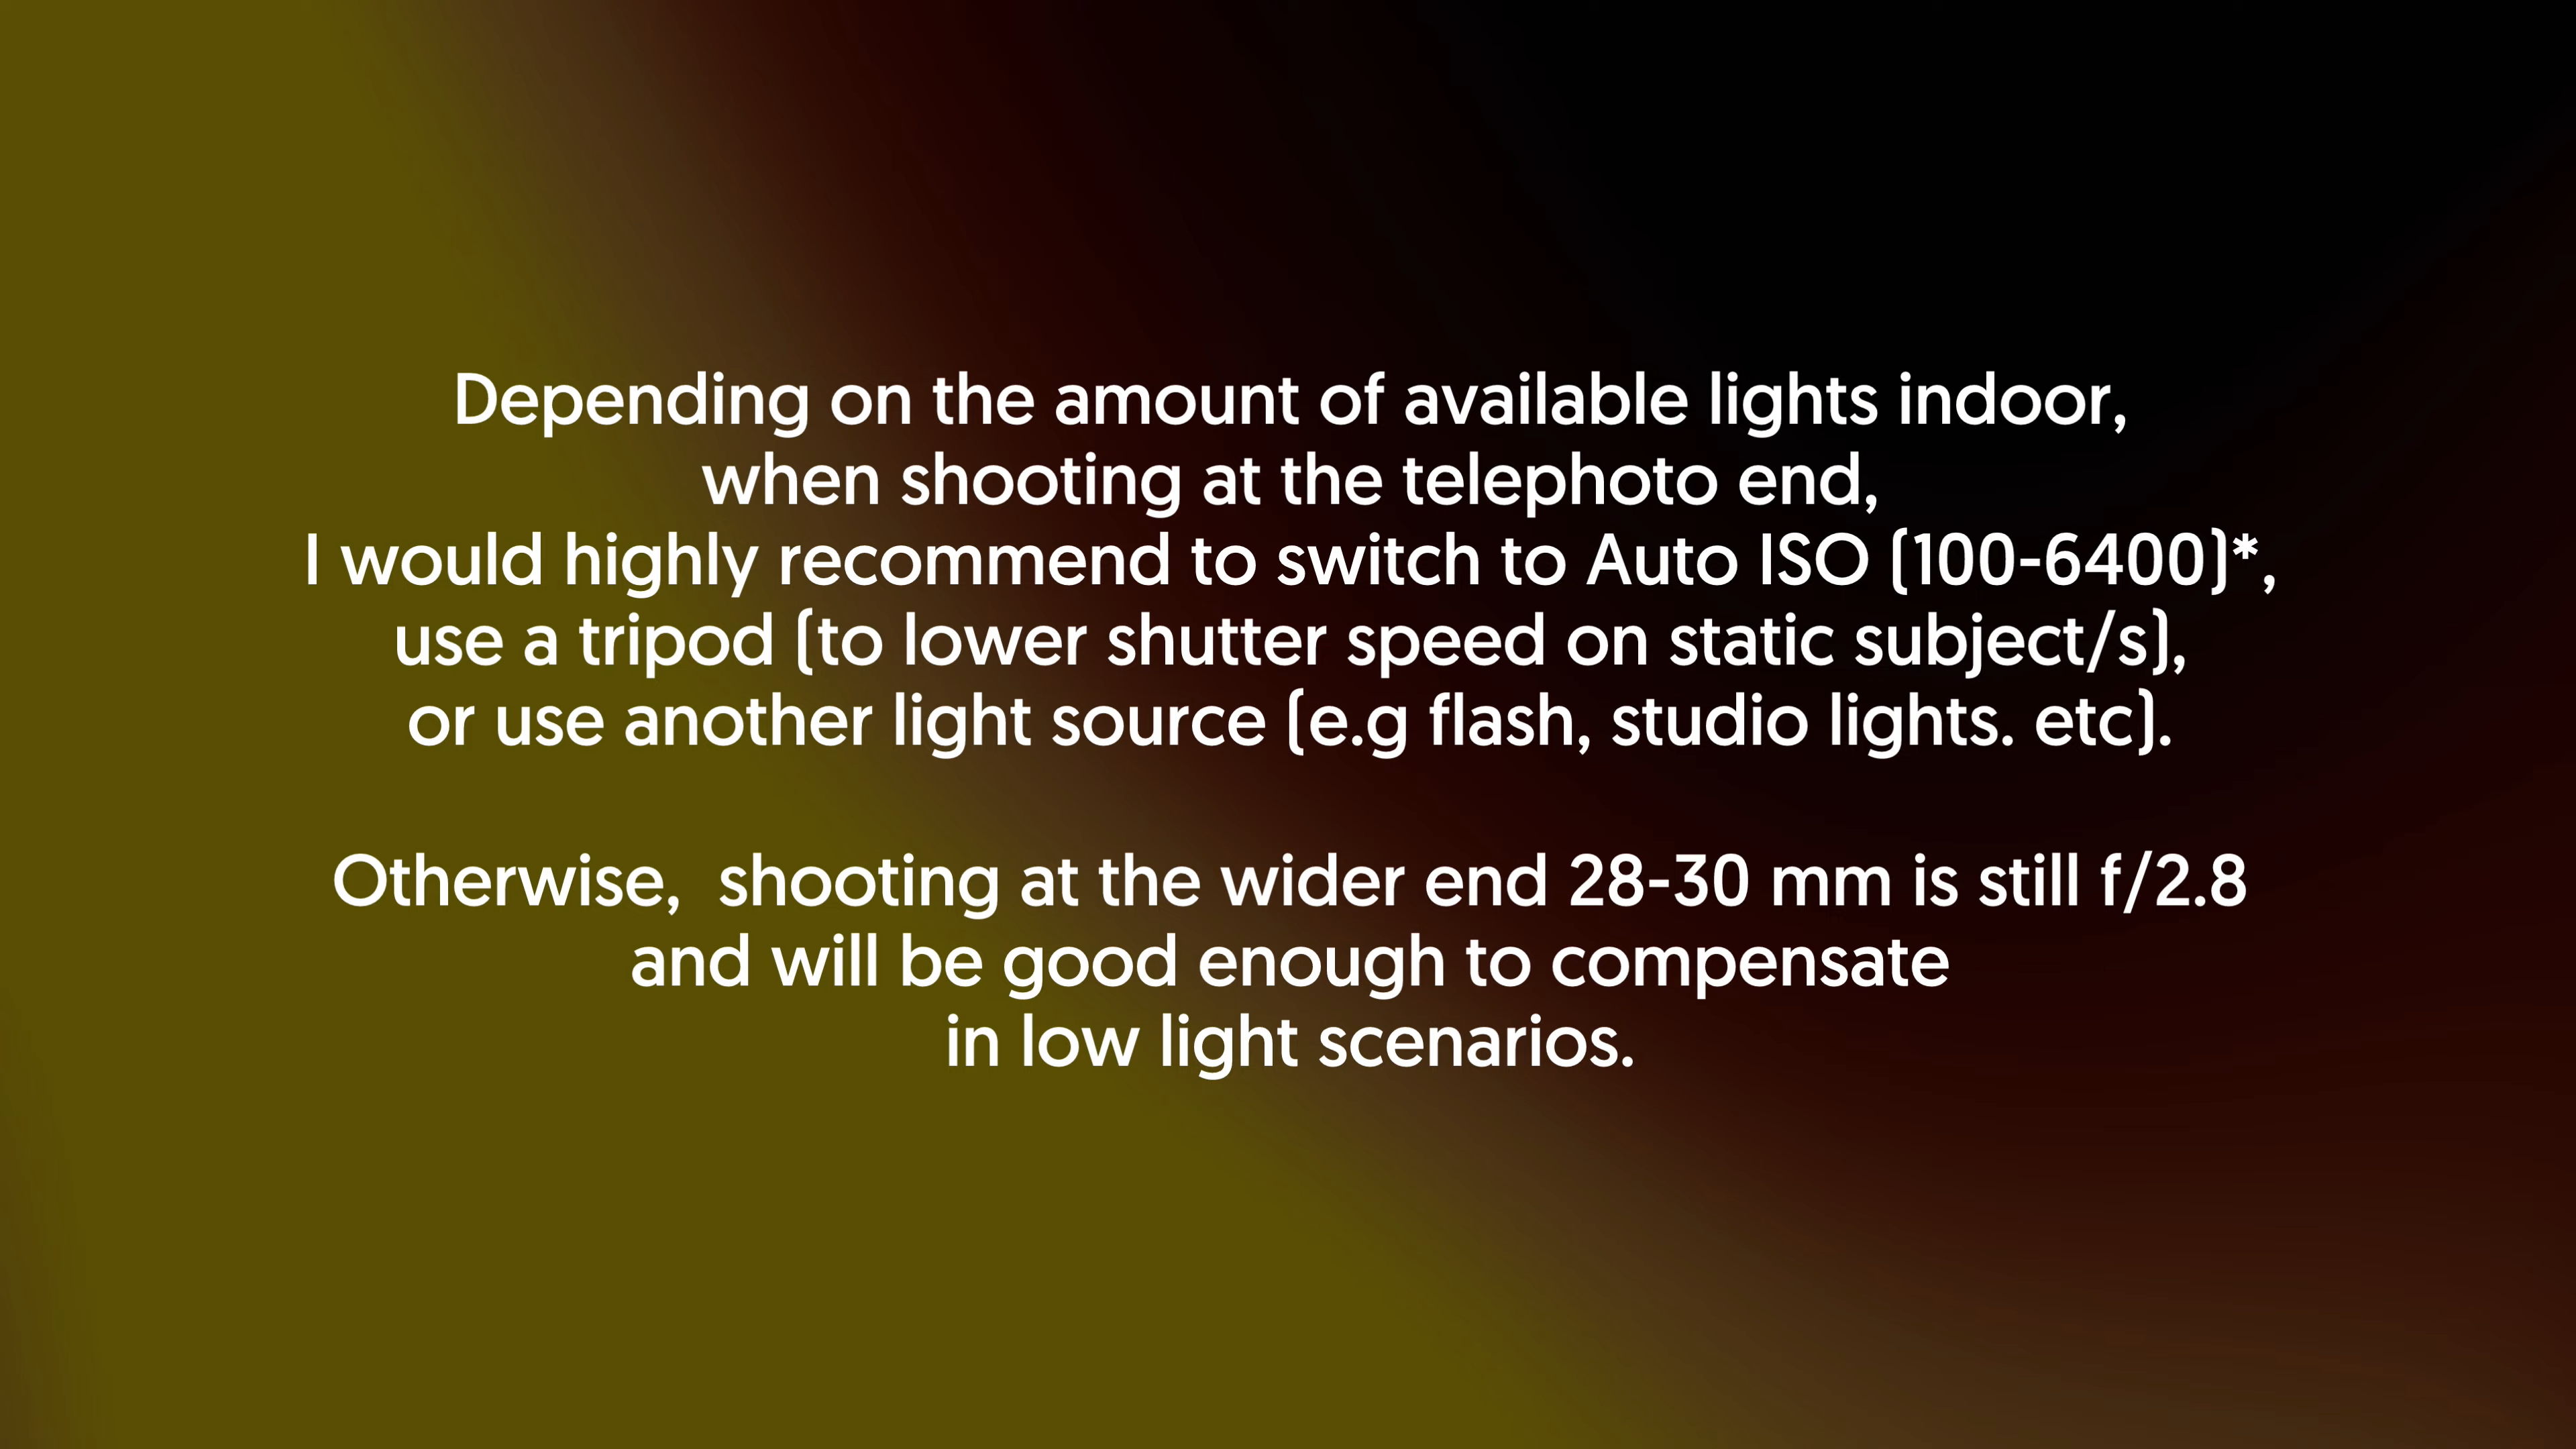 Depending on the amount of available lights indoor,
when shooting at the telephoto end,
I would highly recommend to switch to Auto ISO (100-6400)*,
use a tripod (to lower shutter speed on static subject/s),
or use another light source (e.g flash, studio lights. etc).
Otherwise,  shooting at the wider end 28-30 mm is still f/2.8
and will be good enough to compensate
in low light scenarios.